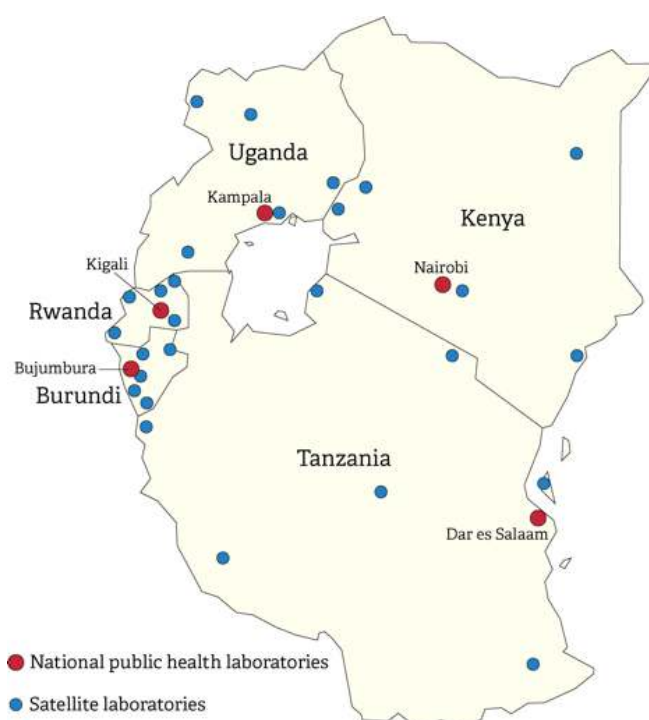 Uganda
Kampala
Kenya
Kigali
Nairobi
Rwanda
Bujumbura
Burundi
Tanzania
Dar es Salaam
National public health laboratories
Satellite laboratories